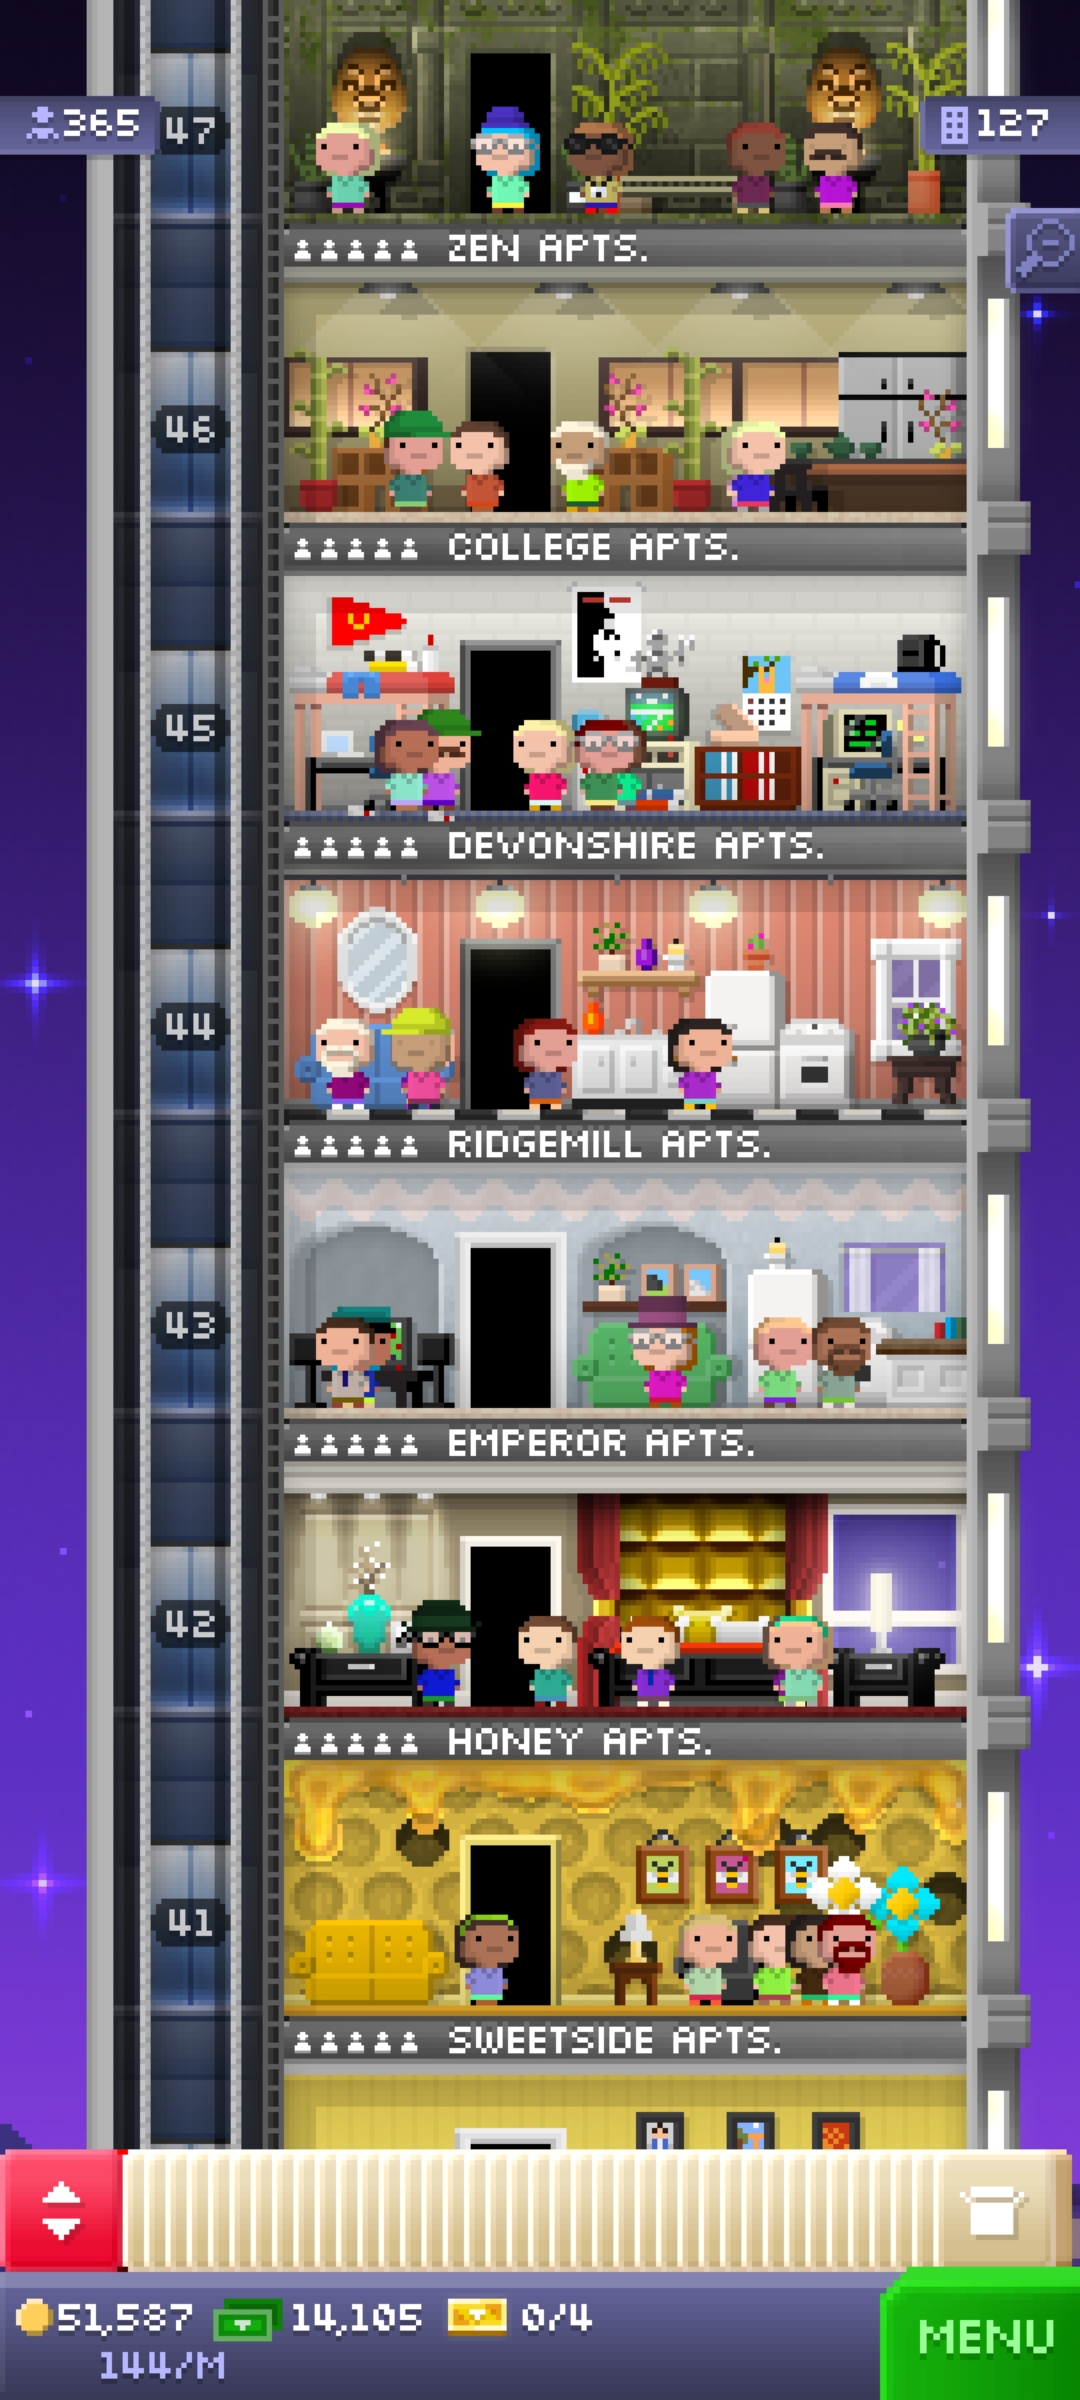 365
47
127
ZEN APTS.
46
COLLEGE APTS.
45
DEVONSHIRE APTS.
44
RIDGEMILL APTS.
43
EMPEROR APTS.
42
HONEY APTS.
41
SWEETSIDE APTS.
51,587 14,105 0/4
144/M
MENU